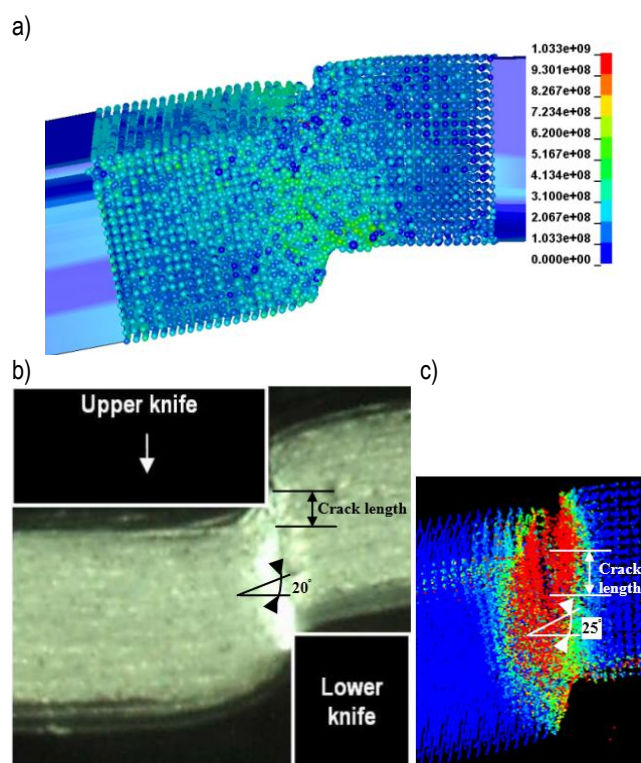 a)
1.033e+09
9.301e+08
8.267e+08
7.234e+08
6.200e+08
5.167e+08
4.134e+08
3.100e+08
2.067e+08
1.033e+08
0.000e+00
b)
Upper knife
Crack length
20°
Lower
knife
c)
Crack
length
25°